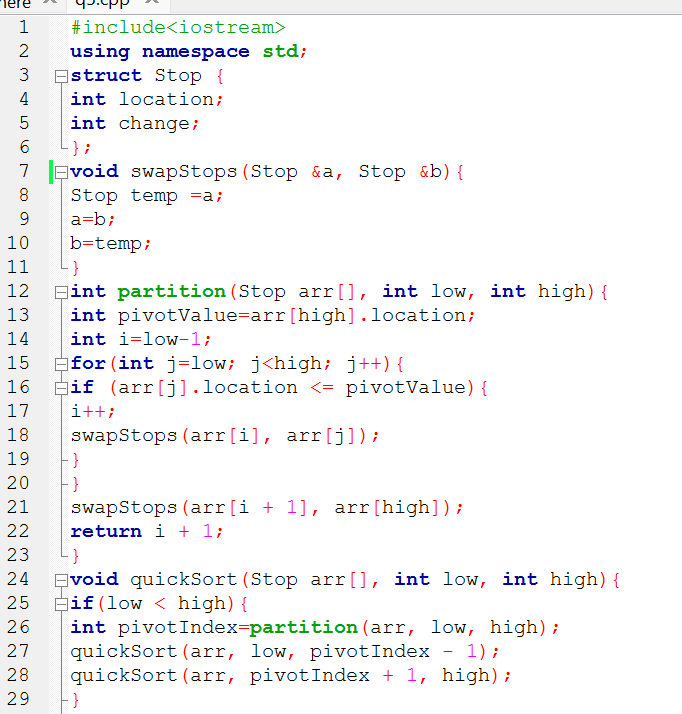 here q5.cpp
1 #include<iostream>
2 using namespace std;
3 struct Stop {
4 int location;
5 int change;
6 };
7 void swapStops(Stop &a, Stop &b){
8 Stop temp =a;
9 a=b;
10 b=temp;
11 }
12 int partition(Stop arr[], int low, int high){
13 int pivotValue=arr[high].location;
14 int i=low-1;
15 for(int j=low; j<high; j++){
16 if (arr[j].location <= pivotValue){
17 i++;
18 swapStops(arr[i], arr[j]);
19 }
20 }
21 swapStops(arr[i + 1], arr[high]);
22 return i + 1;
23 }
24 void quickSort(Stop arr[], int low, int high){
25 if(low < high){
26 int pivotIndex=partition(arr, low, high);
27 quickSort(arr, low, pivotIndex - 1);
28 quickSort(arr, pivotIndex + 1, high);
29 }